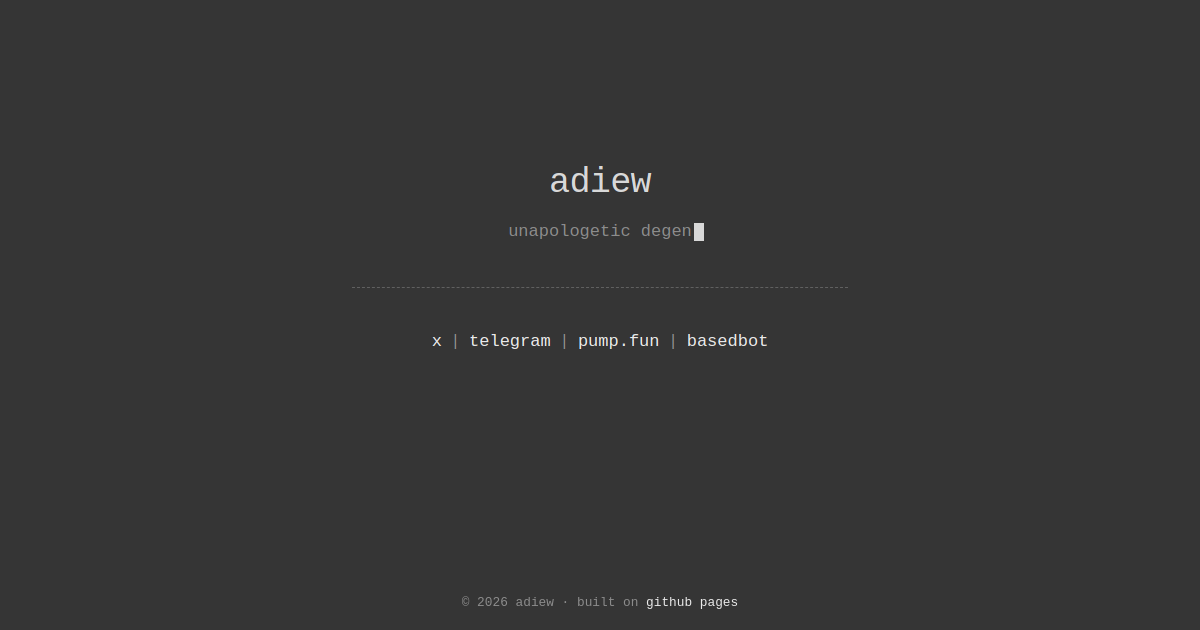 adiew
unapologetic degen
x | telegram | pump.fun | basedbot
© 2026 adiew · built on github pages